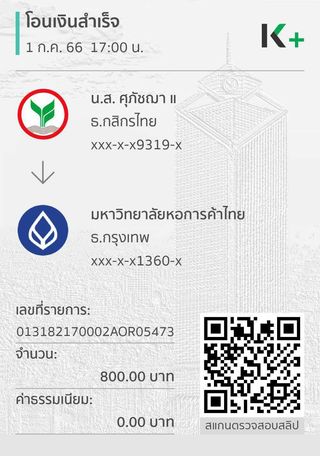 โอนเงินสำเร็จ
1 ก.ค. 66 17:00 น.
K+
น.ส. ศุภัชฌา แ
ธ.กสิกรไทย
xxx-x-x9319-x
มหาวิทยาลัยหอการค้าไทย
ธ.กรุงเทพ
xxx-x-x1360-x
เลขที่รายการ:
013182170002AOR05473
จำนวน:
800.00 บาท
ค่าธรรมเนียม:
0.00 บาท
สแกนตรวจสอบสลิป